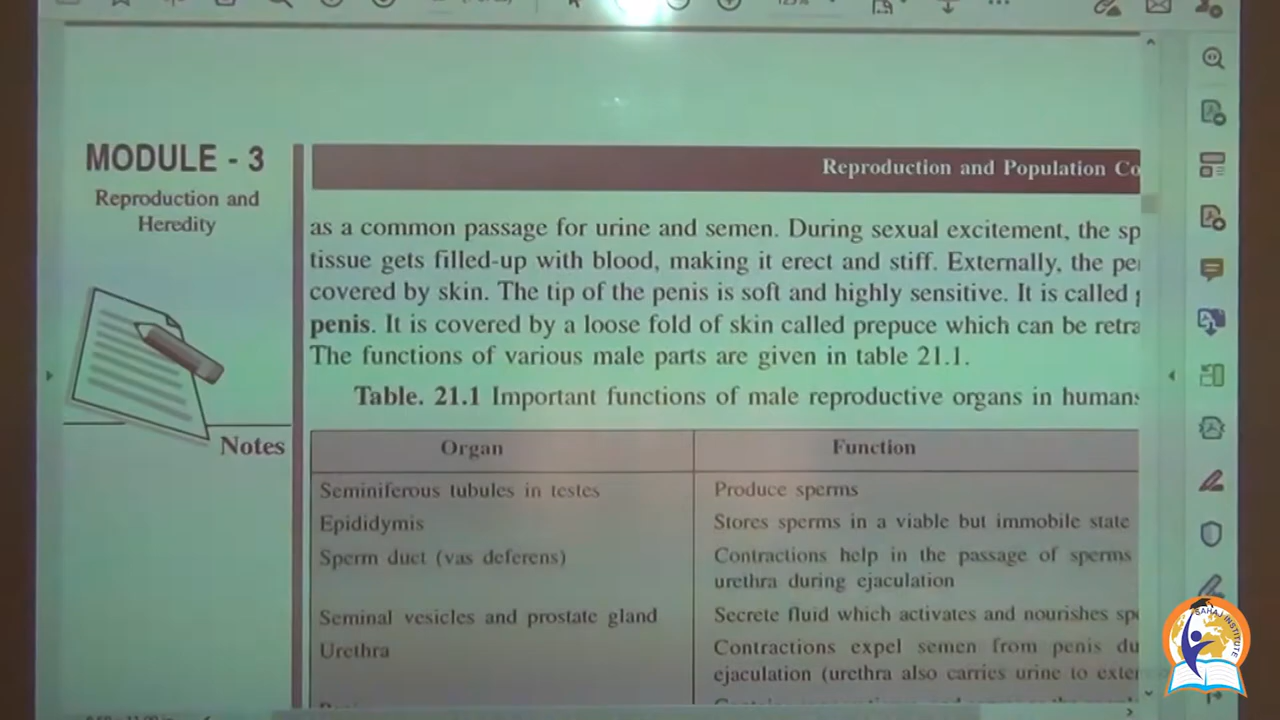 MODULE - 3
Reproduction and
Heredity
Notes
Reproduction and Population Co
as a common passage for urine and semen. During sexual excitement, the sp
tissue gets filled-up with blood, making it erect and stiff. Externally, the pe
covered by skin. The tip of the penis is soft and highly sensitive. It is called
penis. It is covered by a loose fold of skin called prepuce which can be retra
The functions of various male parts are given in table 21.1.
Table. 21.1 Important functions of male reproductive organs in humans
Organ Function
Seminiferous tubules in testes Produce sperms
Epididymis Stores sperms in a viable but immobile state
Sperm duct (vas deferens) Contractions help in the passage of sperms
urethra during ejaculation
Seminal vesicles and prostate gland Secrete fluid which activates and nourishes sp
Urethra Contractions expel semen from penis du
ejaculation (urethra also carries urine to exter
SAHAJ INSTITUTE